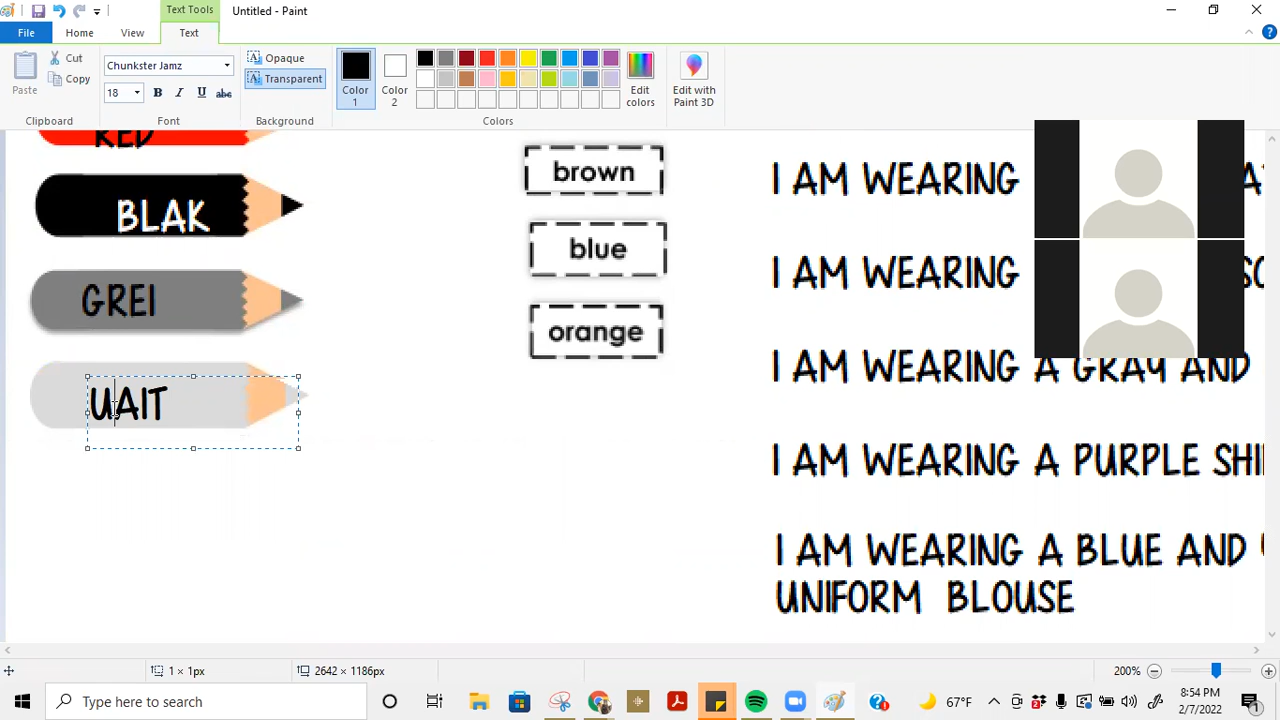 Text Tools
Untitled - Paint
File
Home
View
Text
Paste
Cut
Copy
Clipboard
Chunkster Jamz
18
B I U abc
Font
Opaque
Transparent
Background
Color 1
Color 2
Edit colors
Edit with Paint 3D
Colors
RED
BLAK
GREI
UAIT
brown
blue
orange
I AM WEARING
I AM WEARING
I AM WEARING A GRAY AND
I AM WEARING A PURPLE SHI
I AM WEARING A BLUE AND
UNIFORM BLOUSE
1 × 1px
2642 × 1186px
200%
Type here to search
67°F
8:54 PM
2/7/2022
1